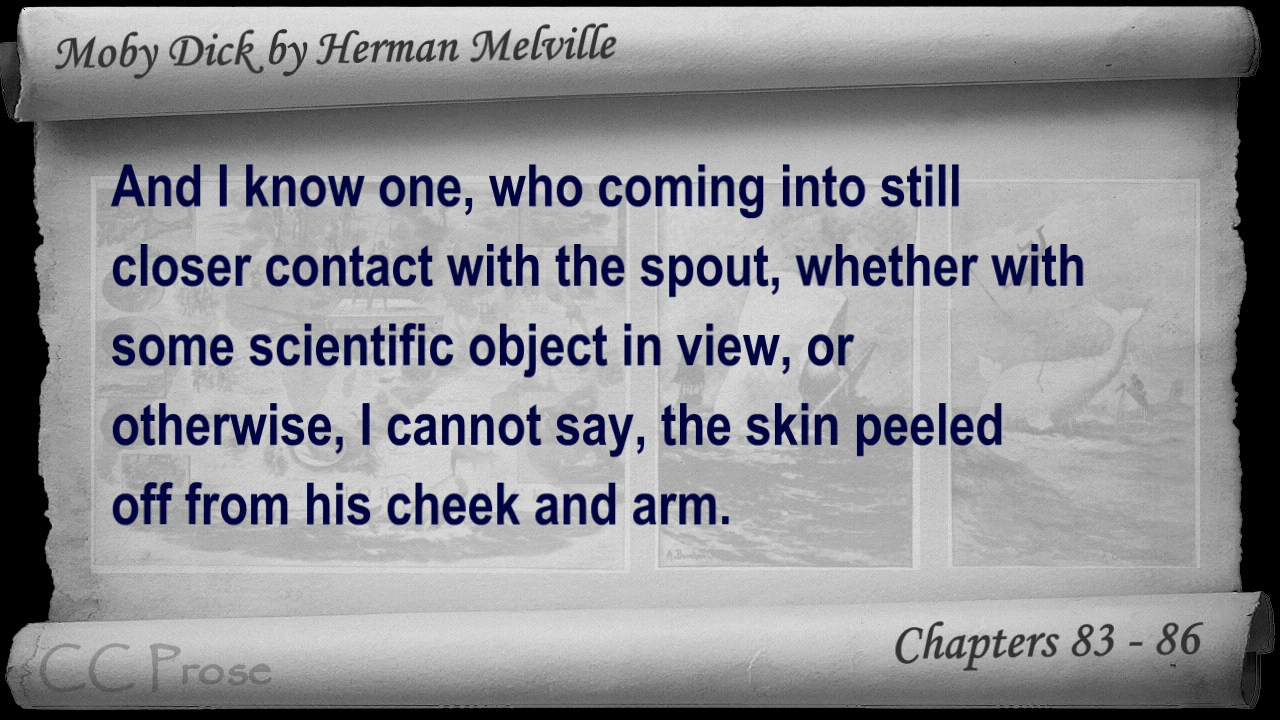 Moby Dick by Herman Melville
And I know one, who coming into still
closer contact with the spout, whether with
some scientific object in view, or
otherwise, I cannot say, the skin peeled
off from his cheek and arm.
Chapters 83 - 86
CC Prose